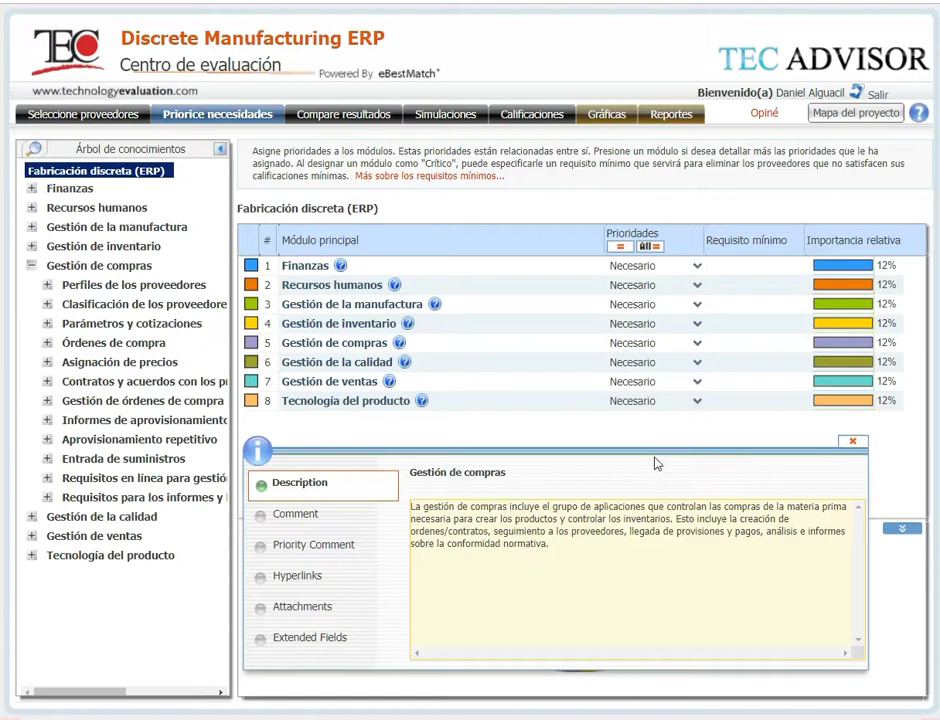 TEC
Discrete Manufacturing ERP
Centro de evaluación
Powered By eBestMatch
www.technologyevaluation.com
TEC ADVISOR
Bienvenido(a) Daniel Alguacil Salir
Seleccione proveedores Priorice necesidades Compare resultados Simulaciones Calificaciones Gráficas Reportes Opiné Mapa del proyecto ?
Árbol de conocimientos
Fabricación discreta (ERP)
Finanzas
Recursos humanos
Gestión de la manufactura
Gestión de inventario
Gestión de compras
Perfiles de los proveedores
Clasificación de los proveedore
Parámetros y cotizaciones
Órdenes de compra
Asignación de precios
Contratos y acuerdos con los pr
Gestión de órdenes de compra
Informes de aprovisionamiento
Aprovisionamiento repetitivo
Entrada de suministros
Requisitos en línea para gestió
Requisitos para los informes y l
Gestión de la calidad
Gestión de ventas
Tecnología del producto
Asigne prioridades a los módulos. Estas prioridades están relacionadas entre sí. Presione un módulo si desea detallar más las prioridades que le ha
asignado. Al designar un módulo como "Crítico", puede especificarle un requisito mínimo que servirá para eliminar los proveedores que no satisfacen sus
calificaciones mínimas. Más sobre los requisitos mínimos...
Fabricación discreta (ERP)
# Módulo principal Prioridades = All= Requisito mínimo Importancia relativa
1 Finanzas ? Necesario 12%
2 Recursos humanos ? Necesario 12%
3 Gestión de la manufactura ? Necesario 12%
4 Gestión de inventario ? Necesario 12%
5 Gestión de compras ? Necesario 12%
6 Gestión de la calidad ? Necesario 12%
7 Gestión de ventas ? Necesario 12%
8 Tecnología del producto ? Necesario 12%
Description
Comment
Priority Comment
Hyperlinks
Attachments
Extended Fields
Gestión de compras
La gestión de compras incluye el grupo de aplicaciones que controlan las compras de la materia prima
necesaria para crear los productos y controlar los inventarios. Esto incluye la creación de
ordenes/contratos, seguimiento a los proveedores, llegada de provisiones y pagos, análisis e informes
sobre la conformidad normativa.